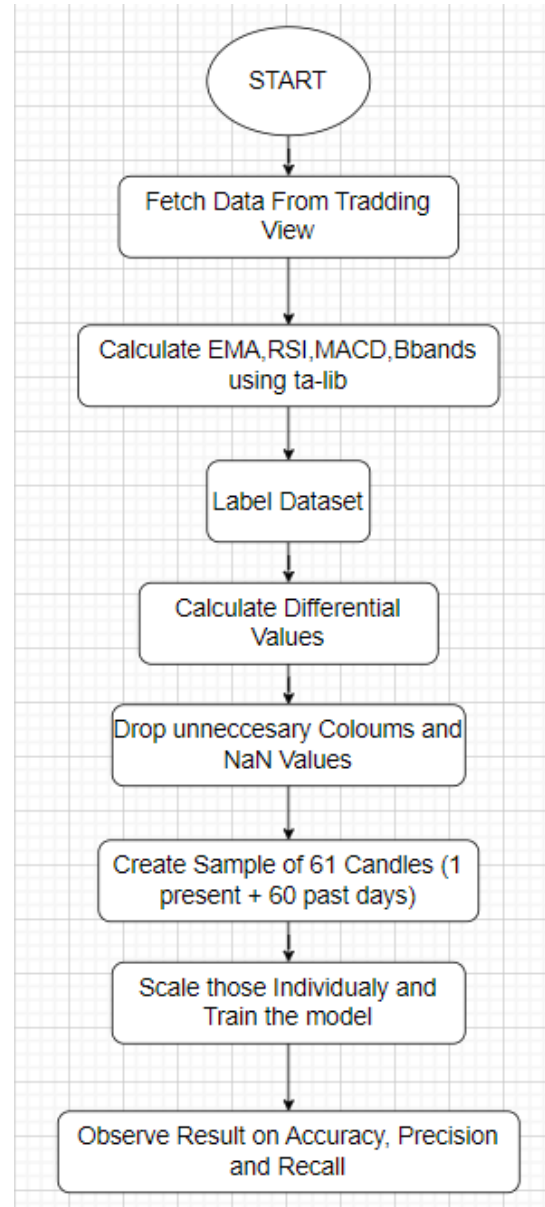 START
Fetch Data From Tradding
View
Calculate EMA,RSI,MACD,Bbands
using ta-lib
Label Dataset
Calculate Differential
Values
Drop unneccesary Coloums and
NaN Values
Create Sample of 61 Candles (1
present + 60 past days)
Scale those Individualy and
Train the model
Observe Result on Accuracy, Precision
and Recall